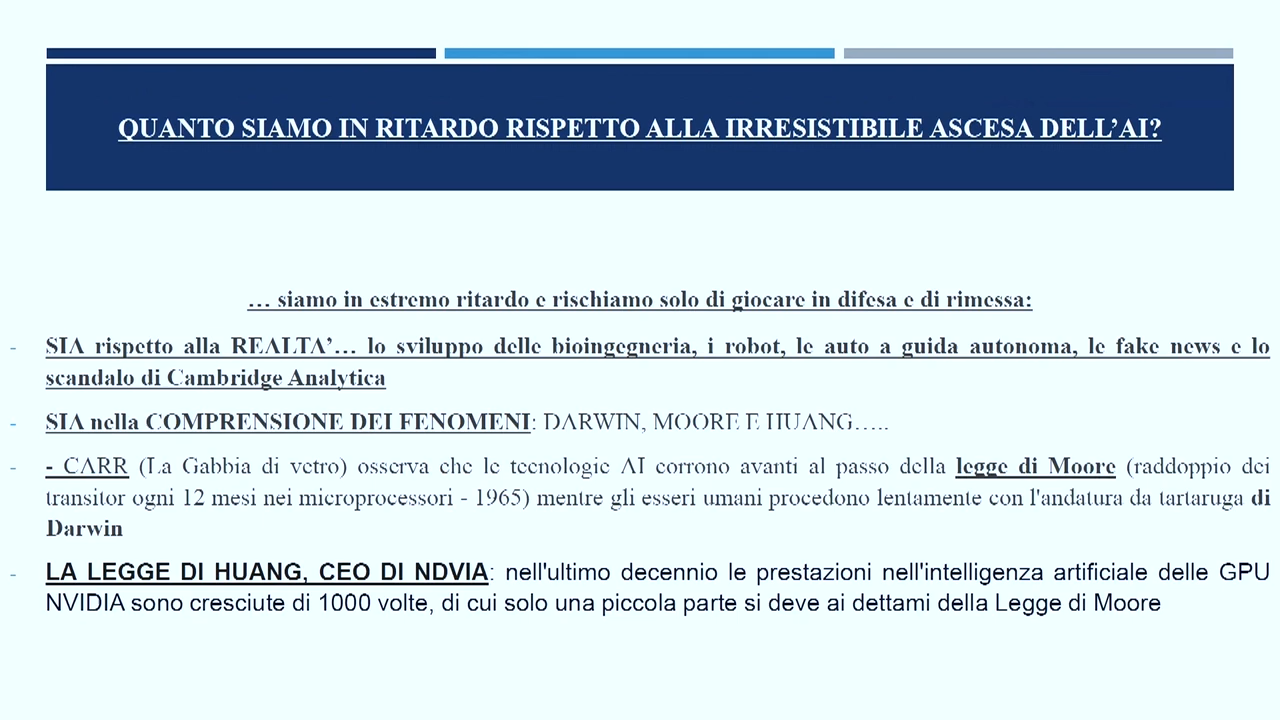 QUANTO SIAMO IN RITARDO RISPETTO ALLA IRRESISTIBILE ASCESA DELL’AI?
… siamo in estremo ritardo e rischiamo solo di giocare in difesa e di rimessa:
- SIA rispetto alla REALTA’… lo sviluppo delle bioingegneria, i robot, le auto a guida autonoma, le fake news e lo
scandalo di Cambridge Analytica
- SIA nella COMPRENSIONE DEI FENOMENI: DARWIN, MOORE E HUANG…..
- - CARR (La Gabbia di vetro) osserva che le tecnologie AI corrono avanti al passo della legge di Moore (raddoppio dei
transitor ogni 12 mesi nei microprocessori - 1965) mentre gli esseri umani procedono lentamente con l'andatura da tartaruga di
Darwin
- LA LEGGE DI HUANG, CEO DI NDVIA: nell'ultimo decennio le prestazioni nell'intelligenza artificiale delle GPU
NVIDIA sono cresciute di 1000 volte, di cui solo una piccola parte si deve ai dettami della Legge di Moore